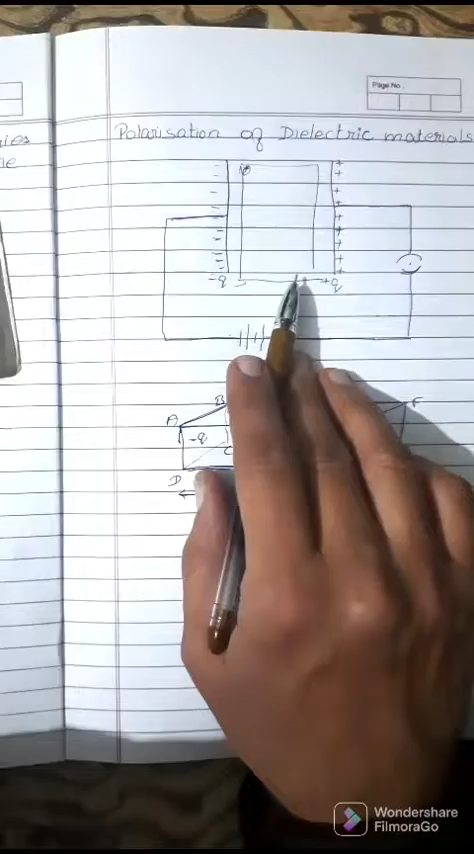 Page No
Polarisation of Dielectric materials
-q
+q
B
F
A
-q
C
D
Wondershare
FilmoraGo